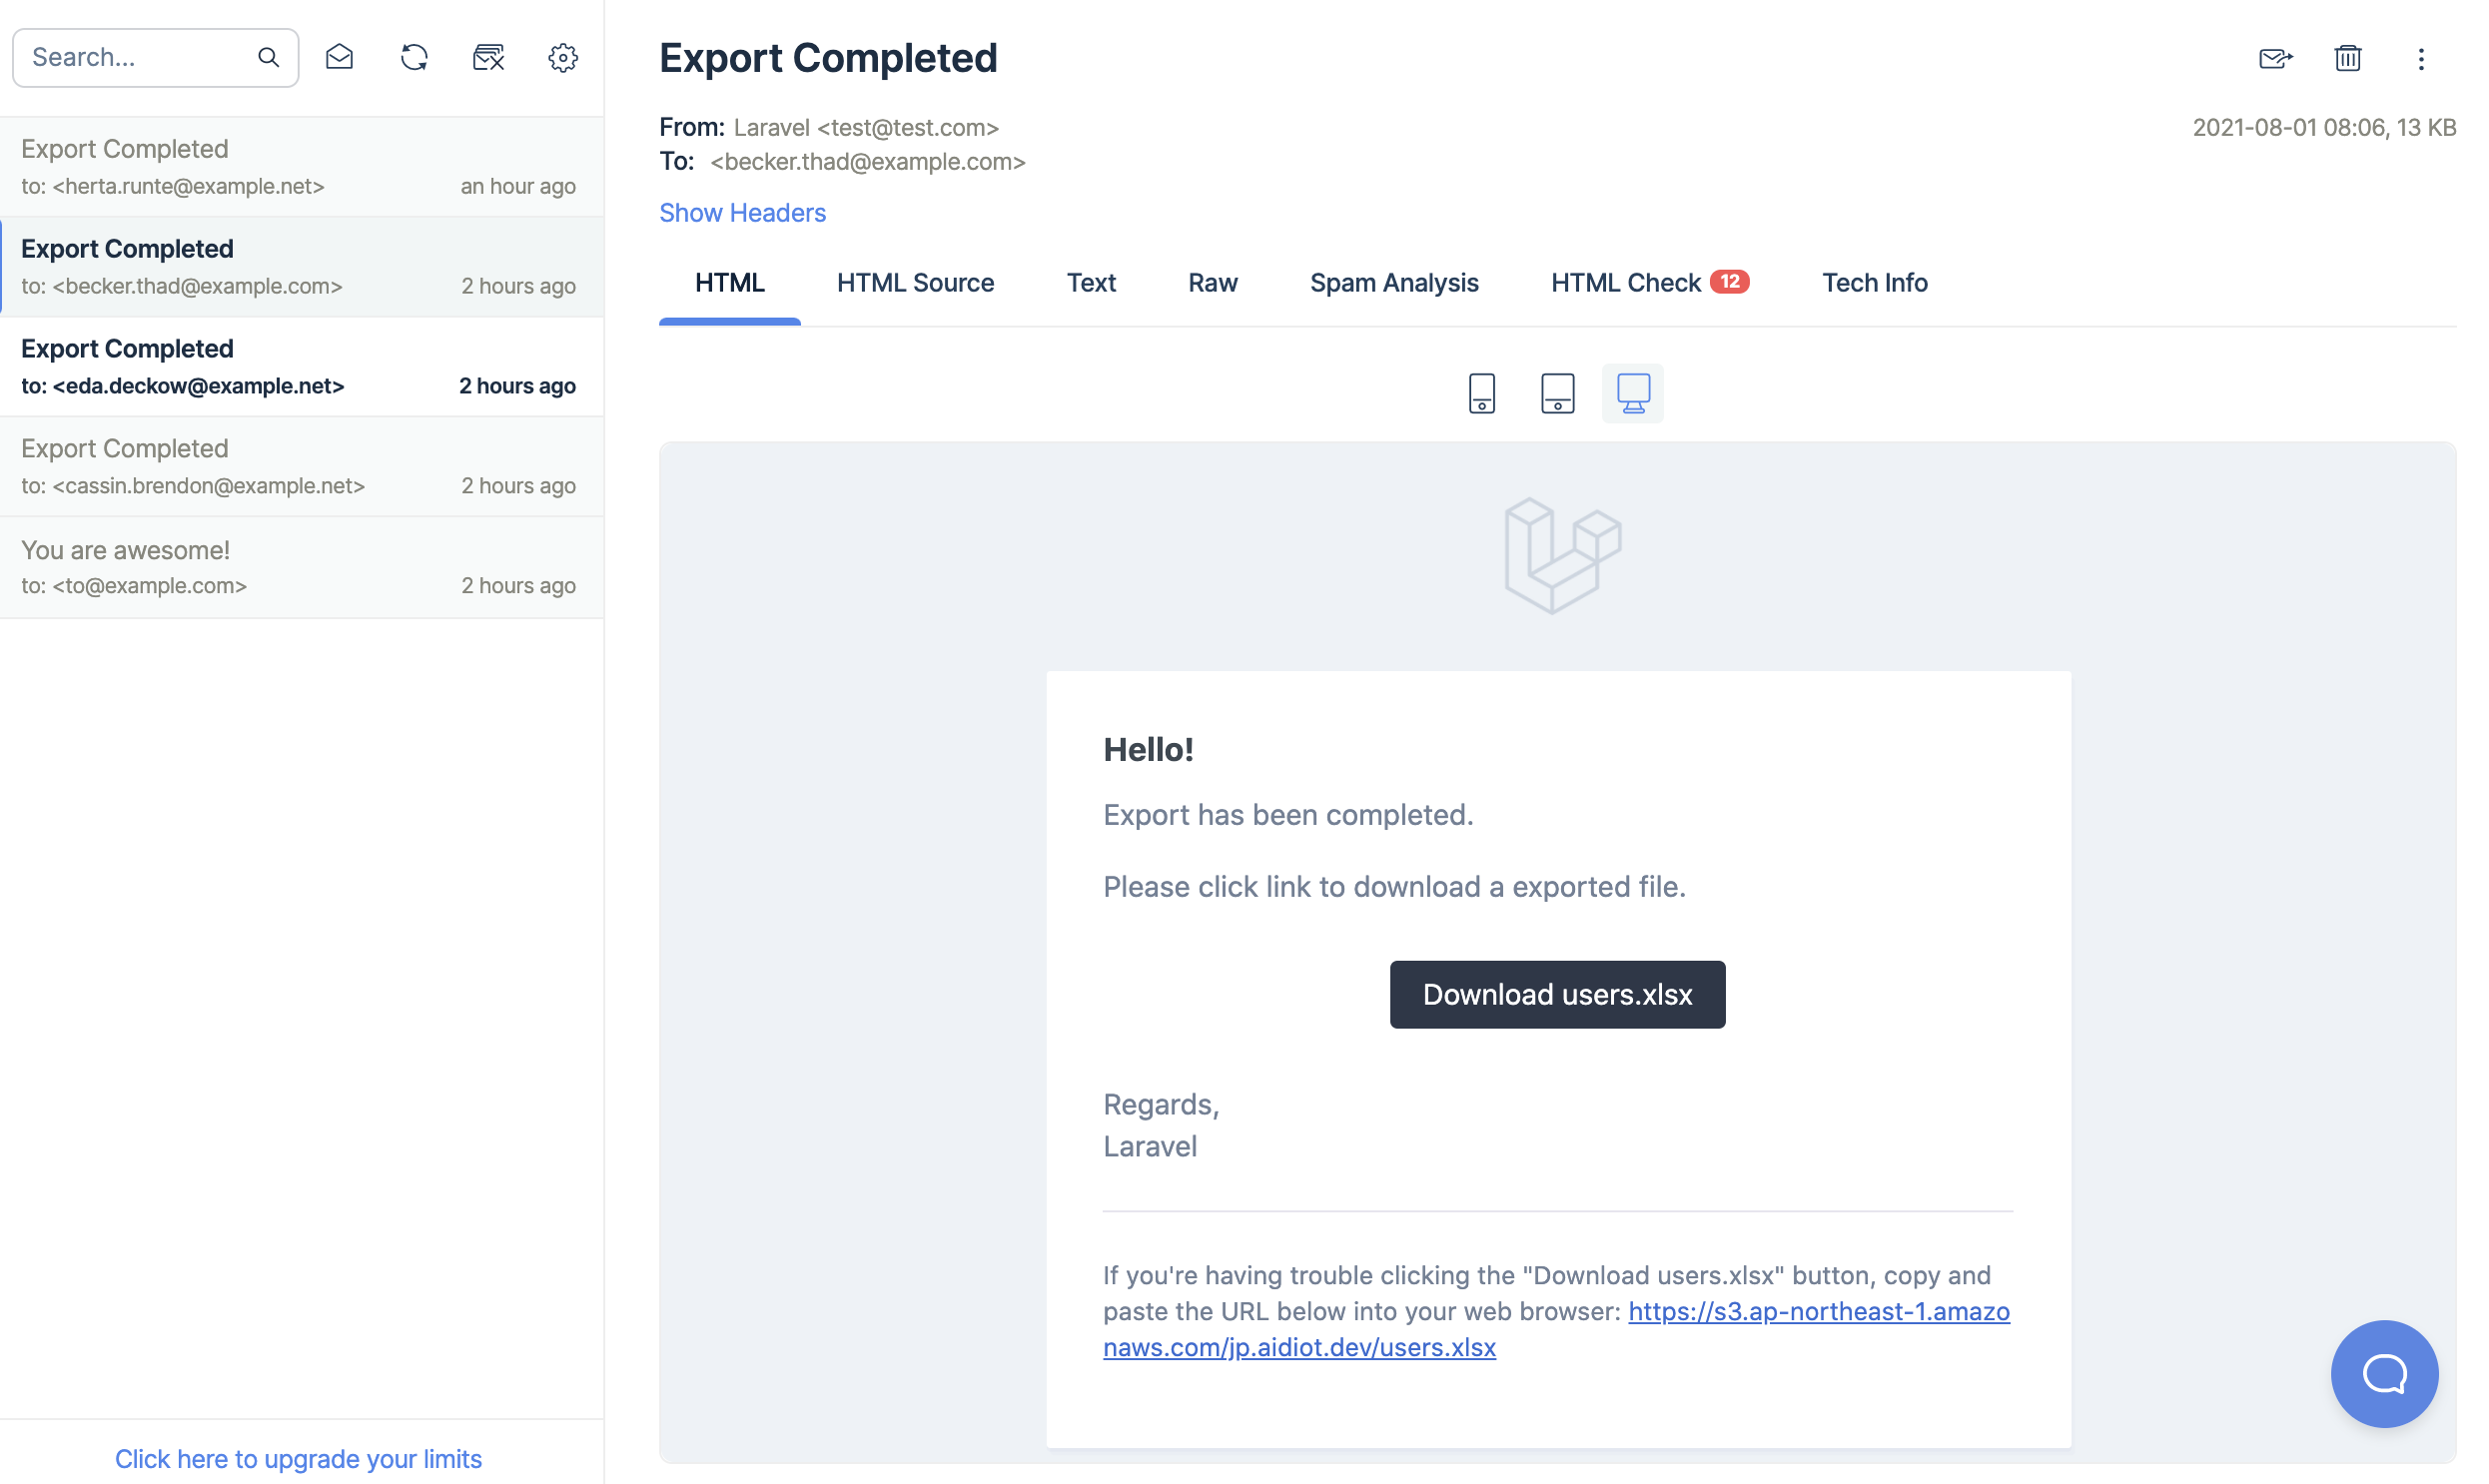 Search...
Export Completed
to: <herta.runte@example.net> an hour ago
Export Completed
to: <becker.thad@example.com> 2 hours ago
Export Completed
to: <eda.deckow@example.net> 2 hours ago
Export Completed
to: <cassin.brendon@example.net> 2 hours ago
You are awesome!
to: <to@example.com> 2 hours ago
Click here to upgrade your limits
Export Completed
From: Laravel <test@test.com> 2021-08-01 08:06, 13 KB
To: <becker.thad@example.com>
Show Headers
HTML HTML Source Text Raw Spam Analysis HTML Check 12 Tech Info
Hello!
Export has been completed.
Please click link to download a exported file.
Download users.xlsx
Regards,
Laravel
If you're having trouble clicking the "Download users.xlsx" button, copy and
paste the URL below into your web browser: https://s3.ap-northeast-1.amazo
naws.com/jp.aidiot.dev/users.xlsx